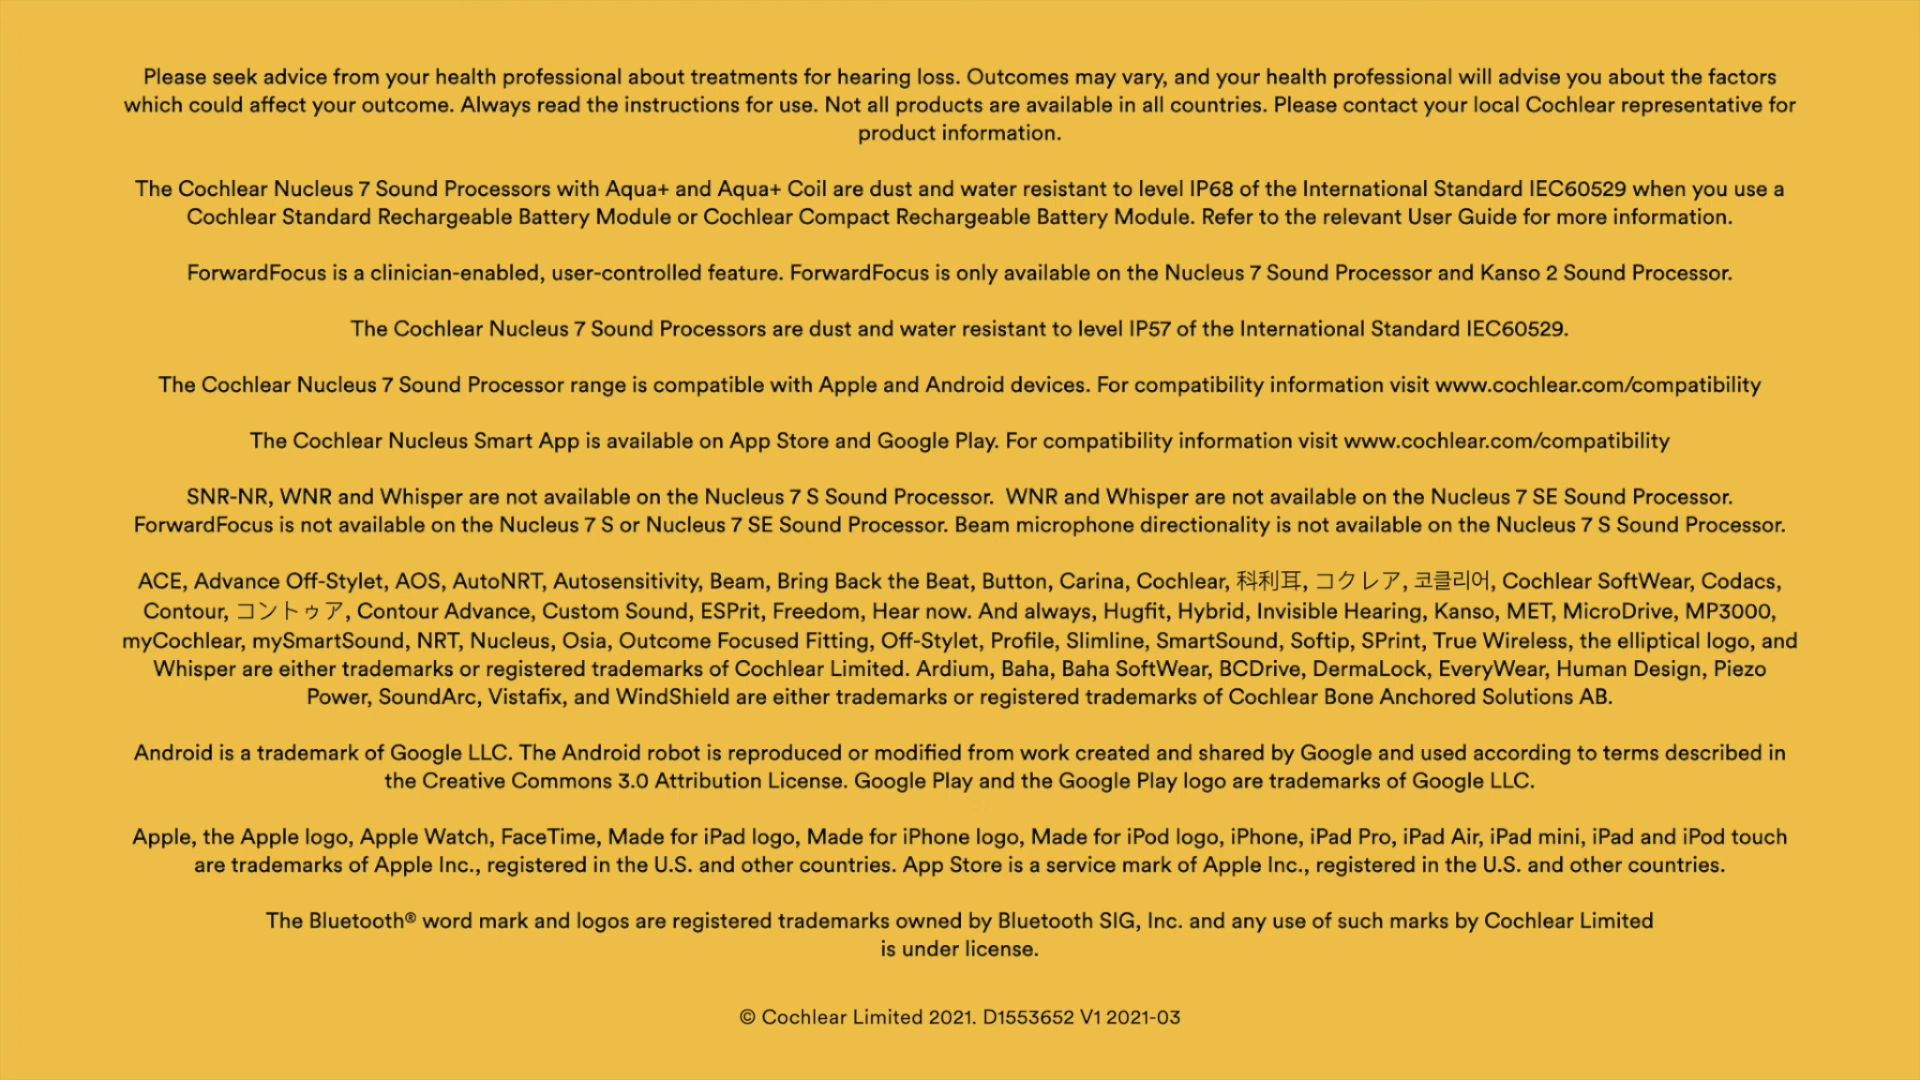 Please seek advice from your health professional about treatments for hearing loss. Outcomes may vary, and your health professional will advise you about the factors
which could affect your outcome. Always read the instructions for use. Not all products are available in all countries. Please contact your local Cochlear representative for
product information.
The Cochlear Nucleus 7 Sound Processors with Aqua+ and Aqua+ Coil are dust and water resistant to level IP68 of the International Standard IEC60529 when you use a
Cochlear Standard Rechargeable Battery Module or Cochlear Compact Rechargeable Battery Module. Refer to the relevant User Guide for more information.
ForwardFocus is a clinician-enabled, user-controlled feature. ForwardFocus is only available on the Nucleus 7 Sound Processor and Kanso 2 Sound Processor.
The Cochlear Nucleus 7 Sound Processors are dust and water resistant to level IP57 of the International Standard IEC60529.
The Cochlear Nucleus 7 Sound Processor range is compatible with Apple and Android devices. For compatibility information visit www.cochlear.com/compatibility
The Cochlear Nucleus Smart App is available on App Store and Google Play. For compatibility information visit www.cochlear.com/compatibility
SNR-NR, WNR and Whisper are not available on the Nucleus 7 S Sound Processor.  WNR and Whisper are not available on the Nucleus 7 SE Sound Processor.
ForwardFocus is not available on the Nucleus 7 S or Nucleus 7 SE Sound Processor. Beam microphone directionality is not available on the Nucleus 7 S Sound Processor.
ACE, Advance Off-Stylet, AOS, AutoNRT, Autosensitivity, Beam, Bring Back the Beat, Button, Carina, Cochlear, 科利耳, コクレア, 코클리어, Cochlear SoftWear, Codacs,
Contour, コントゥア, Contour Advance, Custom Sound, ESPrit, Freedom, Hear now. And always, Hugfit, Hybrid, Invisible Hearing, Kanso, MET, MicroDrive, MP3000,
myCochlear, mySmartSound, NRT, Nucleus, Osia, Outcome Focused Fitting, Off-Stylet, Profile, Slimline, SmartSound, Softip, SPrint, True Wireless, the elliptical logo, and
Whisper are either trademarks or registered trademarks of Cochlear Limited. Ardium, Baha, Baha SoftWear, BCDrive, DermaLock, EveryWear, Human Design, Piezo
Power, SoundArc, Vistafix, and WindShield are either trademarks or registered trademarks of Cochlear Bone Anchored Solutions AB.
Android is a trademark of Google LLC. The Android robot is reproduced or modified from work created and shared by Google and used according to terms described in
the Creative Commons 3.0 Attribution License. Google Play and the Google Play logo are trademarks of Google LLC.
Apple, the Apple logo, Apple Watch, FaceTime, Made for iPad logo, Made for iPhone logo, Made for iPod logo, iPhone, iPad Pro, iPad Air, iPad mini, iPad and iPod touch
are trademarks of Apple Inc., registered in the U.S. and other countries. App Store is a service mark of Apple Inc., registered in the U.S. and other countries.
The Bluetooth® word mark and logos are registered trademarks owned by Bluetooth SIG, Inc. and any use of such marks by Cochlear Limited
is under license.
© Cochlear Limited 2021. D1553652 V1 2021-03